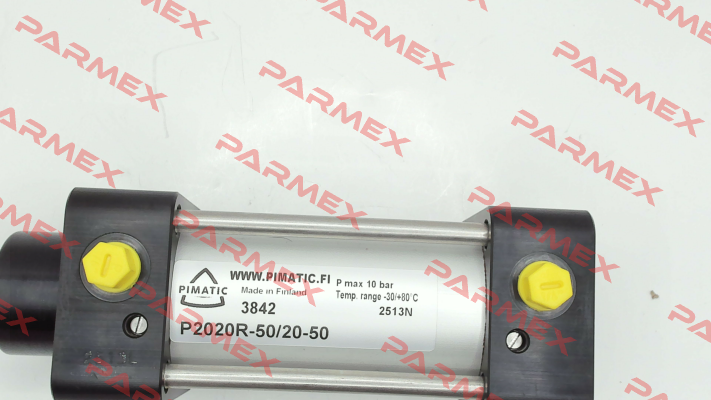 PARMEX
PARMEX
PARMEX
PARMEX
PARMEX
PARMEX
PARMEX
PARMEX
WWW.PIMATIC.FI P max 10 bar
PIMATIC Made in Finland Temp. range -30/+80°C
3842 2513N
P2020R-50/20-50